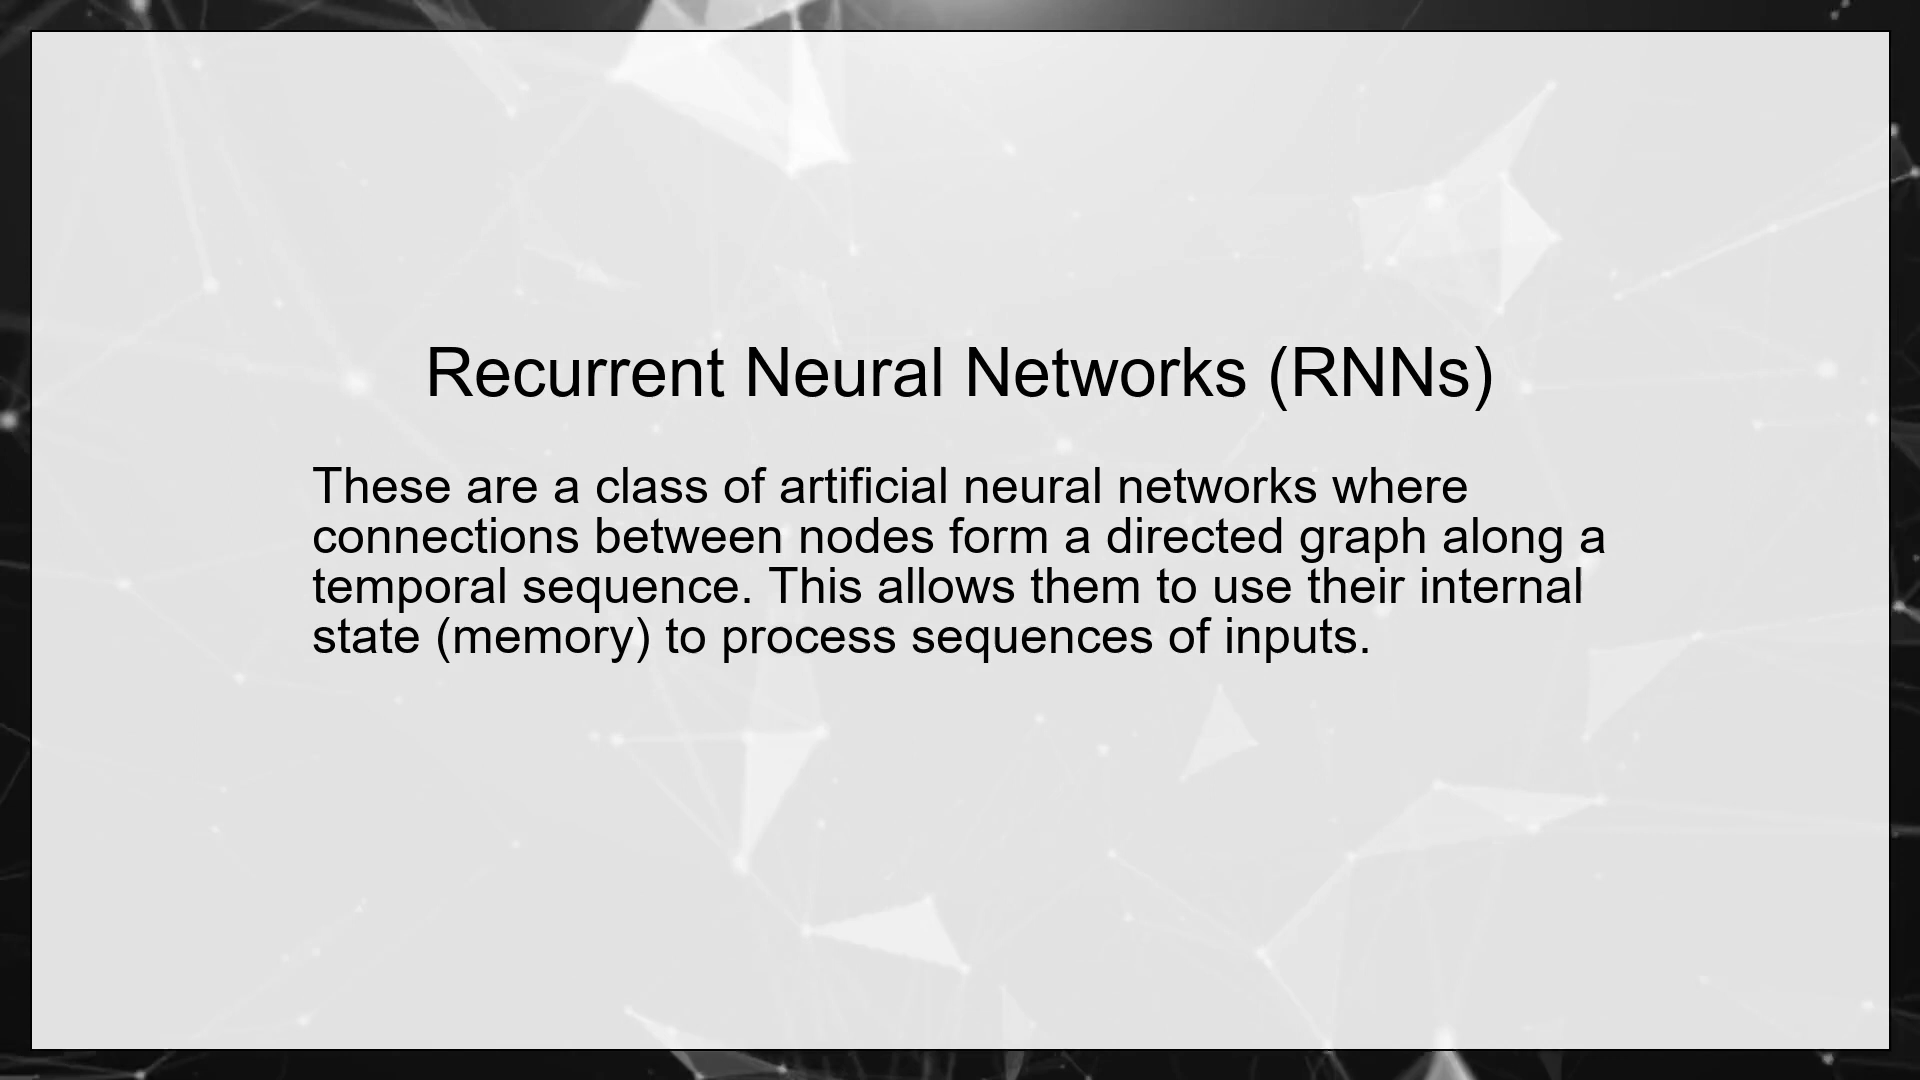 Recurrent Neural Networks (RNNs)
These are a class of artificial neural networks where
connections between nodes form a directed graph along a
temporal sequence. This allows them to use their internal
state (memory) to process sequences of inputs.